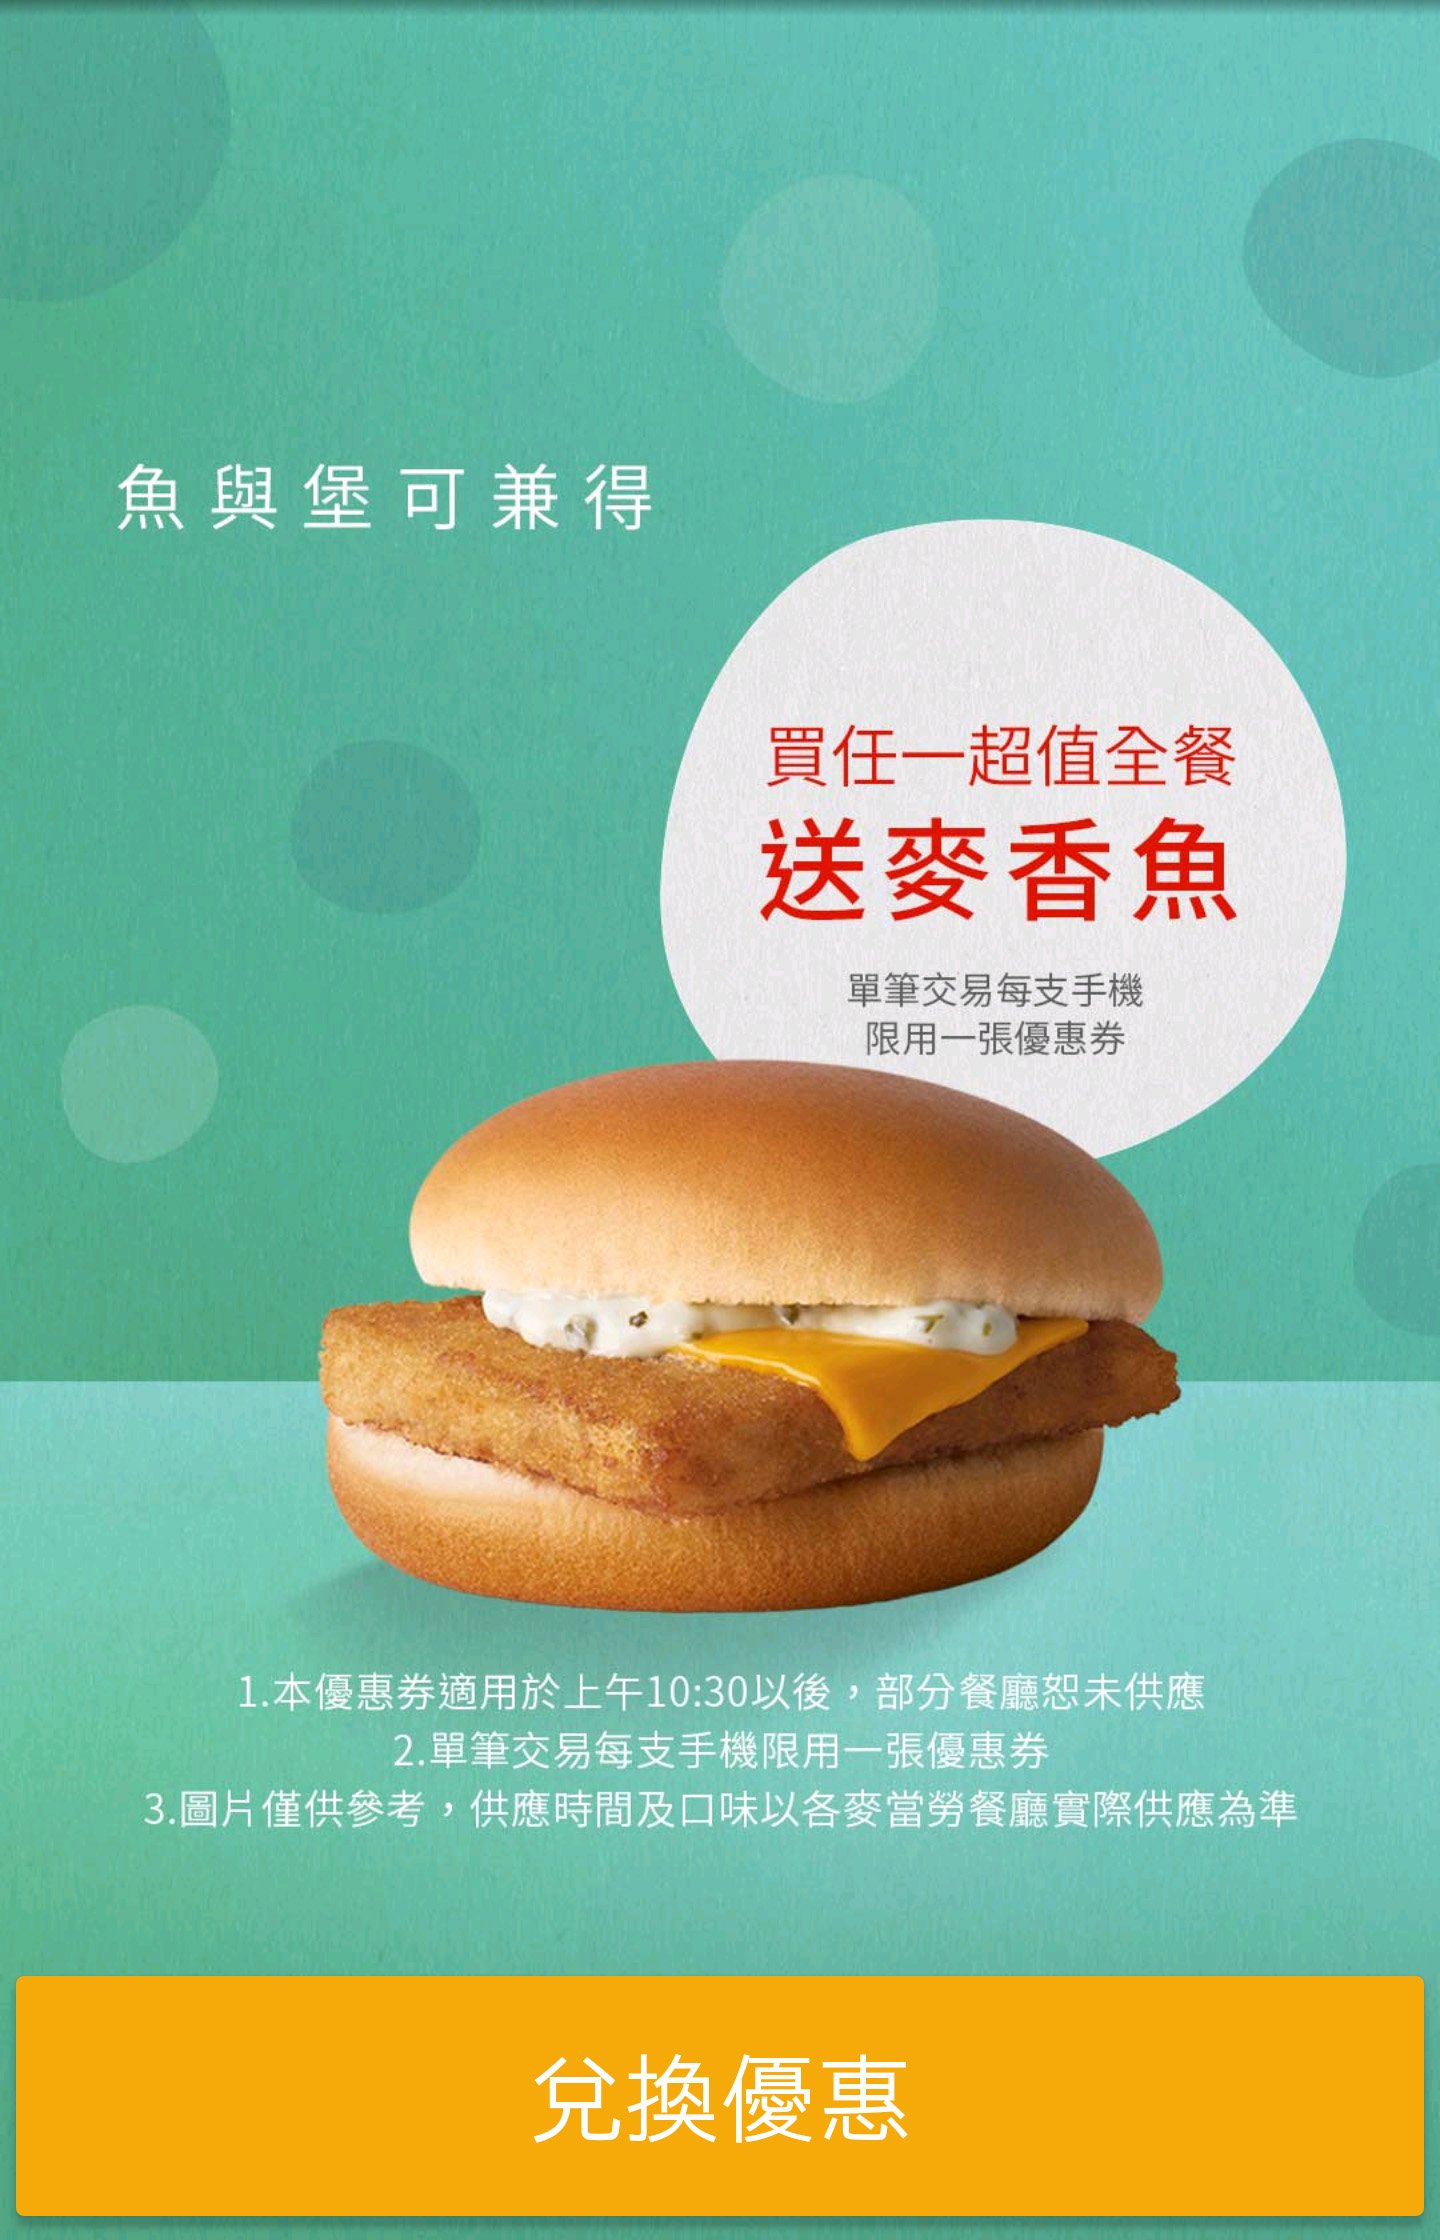 魚與堡可兼得
買任一超值全餐
送麥香魚
單筆交易每支手機
限用一張優惠券
1.本優惠券適用於上午10:30以後，部分餐廳恕未供應
2.單筆交易每支手機限用一張優惠券
3.圖片僅供參考，供應時間及口味以各麥當勞餐廳實際供應為準
兌換優惠